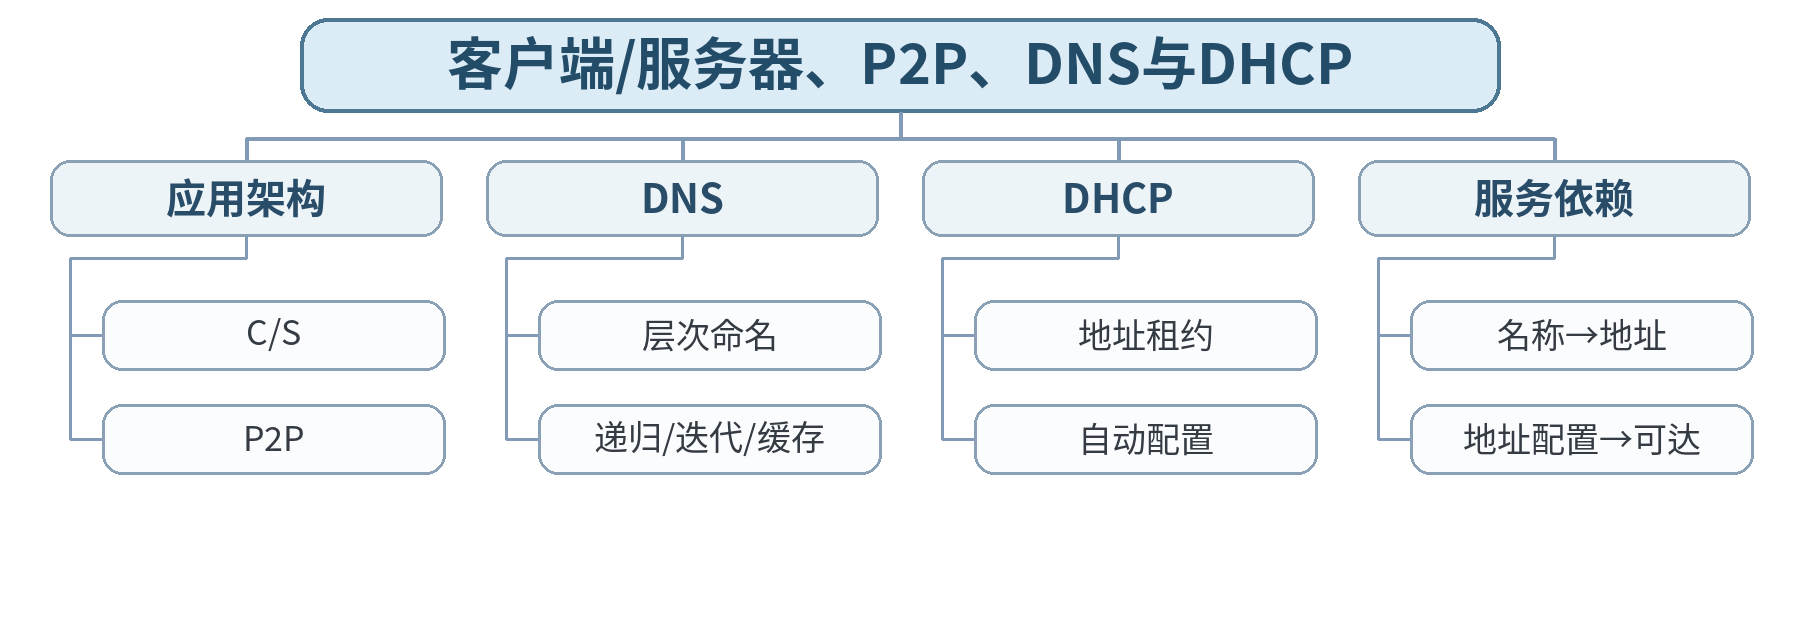 客户端/服务器、P2P、DNS与DHCP
应用架构
DNS
DHCP
服务依赖
C/S
层次命名
地址租约
名称→地址
P2P
递归/迭代/缓存
自动配置
地址配置→可达